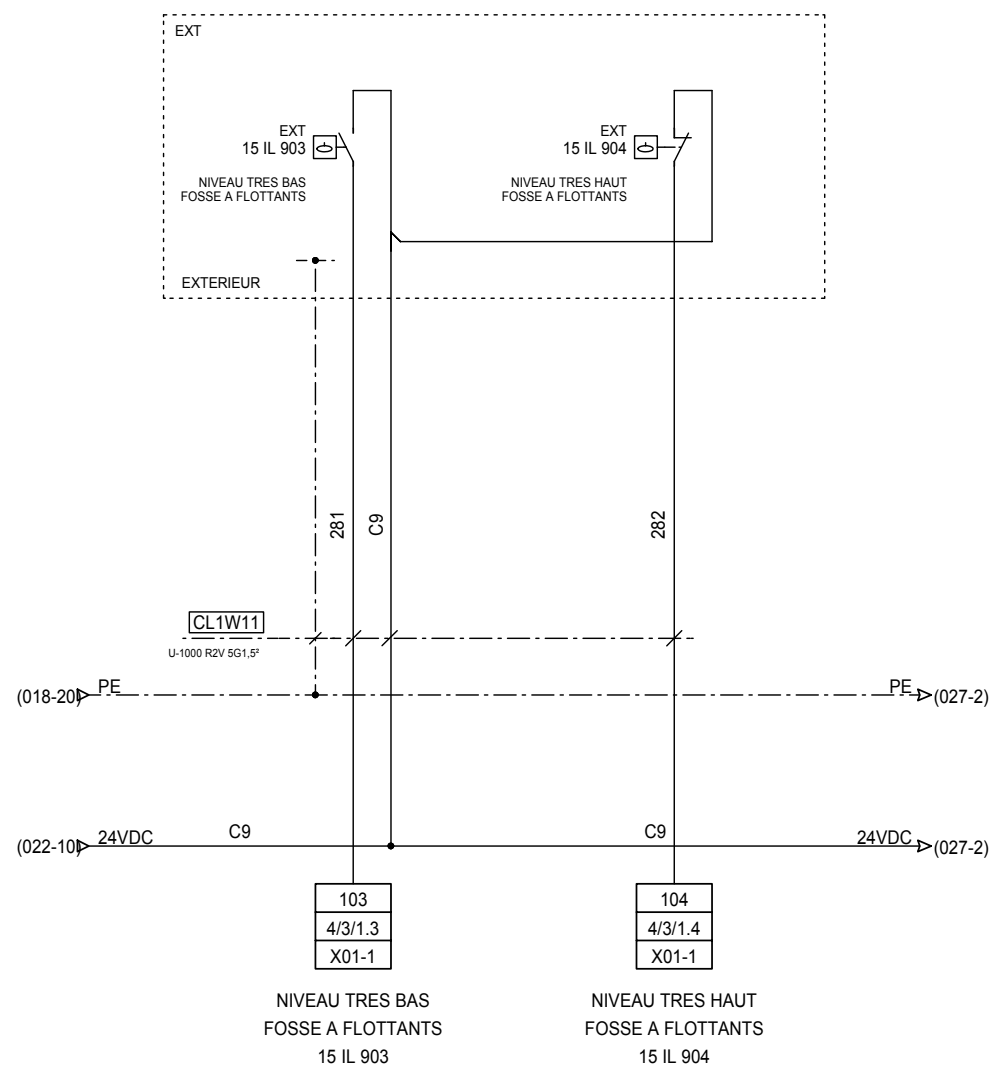 EXT
EXT
15 IL 903
NIVEAU TRES BAS
FOSSE A FLOTTANTS
EXT
15 IL 904
NIVEAU TRES HAUT
FOSSE A FLOTTANTS
EXTERIEUR
281
C9
282
CL1W11
U-1000 R2V 5G1,5²
(018-20)
PE
PE
(027-2)
(022-10)
24VDC
C9
C9
24VDC
(027-2)
103
4/3/1.3
X01-1
104
4/3/1.4
X01-1
NIVEAU TRES BAS
FOSSE A FLOTTANTS
15 IL 903
NIVEAU TRES HAUT
FOSSE A FLOTTANTS
15 IL 904